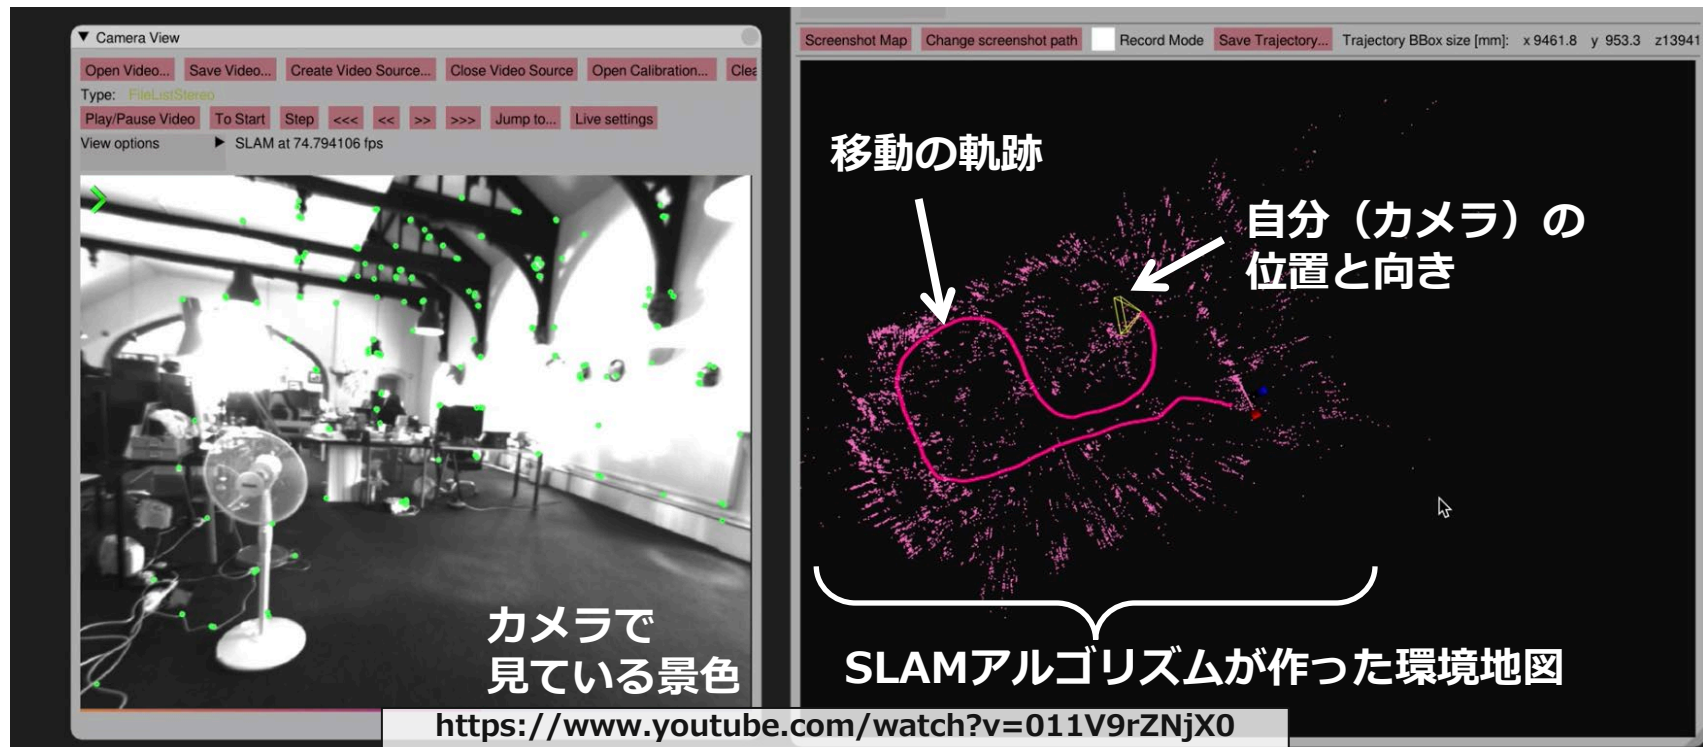 Camera View
Open Video... Save Video... Create Video Source... Close Video Source Open Calibration... Clea
Type: FileListStereo
Play/Pause Video To Start Step <<< << >> >>> Jump to... Live settings
View options SLAM at 74.794106 fps
カメラで
見ている景色
Screenshot Map Change screenshot path Record Mode Save Trajectory... Trajectory BBox size [mm]: x 9461.8 y 953.3 z13941
移動の軌跡
自分（カメラ）の
位置と向き
SLAMアルゴリズムが作った環境地図
https://www.youtube.com/watch?v=011V9rZNjX0